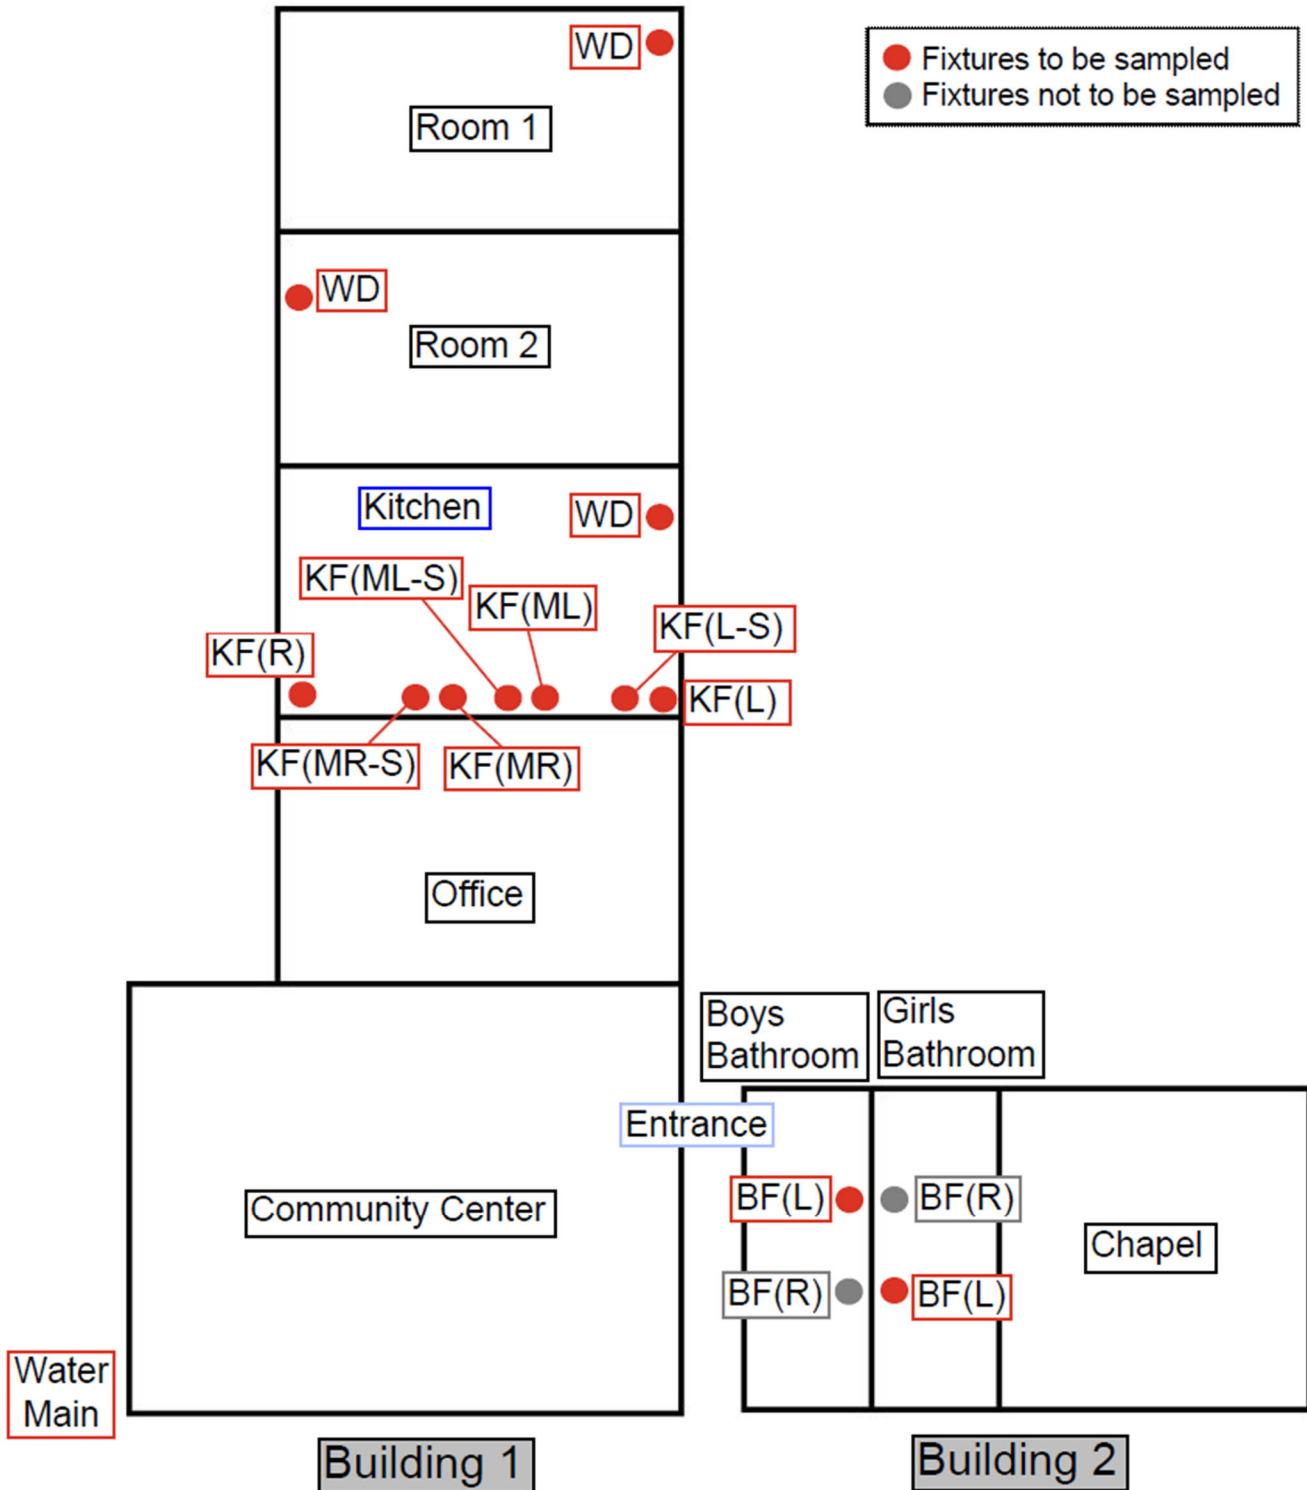 WD
Fixtures to be sampled
Fixtures not to be sampled
Room 1
WD
Room 2
Kitchen
WD
KF(ML-S)
KF(ML)
KF(L-S)
KF(R)
KF(L)
KF(MR-S)
KF(MR)
Office
Boys
Bathroom
Girls
Bathroom
Entrance
BF(L)
BF(R)
Community Center
Chapel
BF(R)
BF(L)
Water
Main
Building 1
Building 2